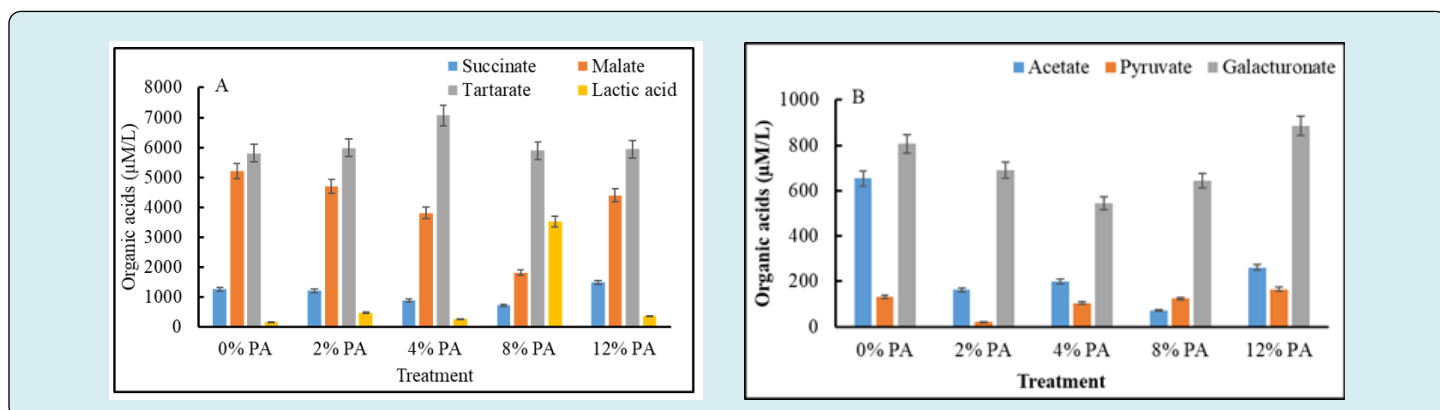 A
Succinate Malate
Tartarate Lactic acid
Organic acids (µM/L)
8000
7000
6000
5000
4000
3000
2000
1000
0
0% PA 2% PA 4% PA 8% PA 12% PA
Treatment
B
Acetate Pyruvate Galacturonate
Organic acids (µM/L)
1000
800
600
400
200
0
0% PA 2% PA 4% PA 8% PA 12% PA
Treatment